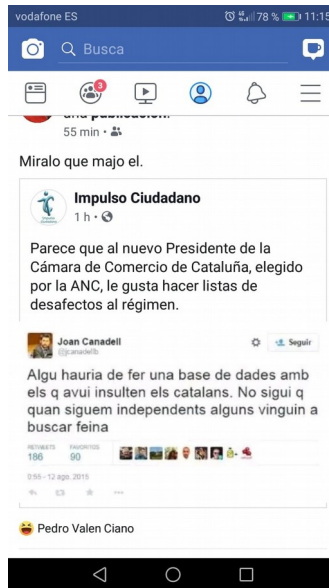 vodafone ES
78 %
11:15
Busca
3
una publicación.
55 min
Miralo que majo el.
Impulso Ciudadano
1 h
Parece que al nuevo Presidente de la
Cámara de Comercio de Cataluña, elegido
por la ANC, le gusta hacer listas de
desafectos al régimen.
Joan Canadell
@jcanadellb
Seguir
Algu hauria de fer una base de dades amb
els q avui insulten els catalans. No sigui q
quan siguem independents alguns vinguin a
buscar feina
RETWEETS FAVORITOS
186 90
0:55 - 12 ago. 2015
Pedro Valen Ciano